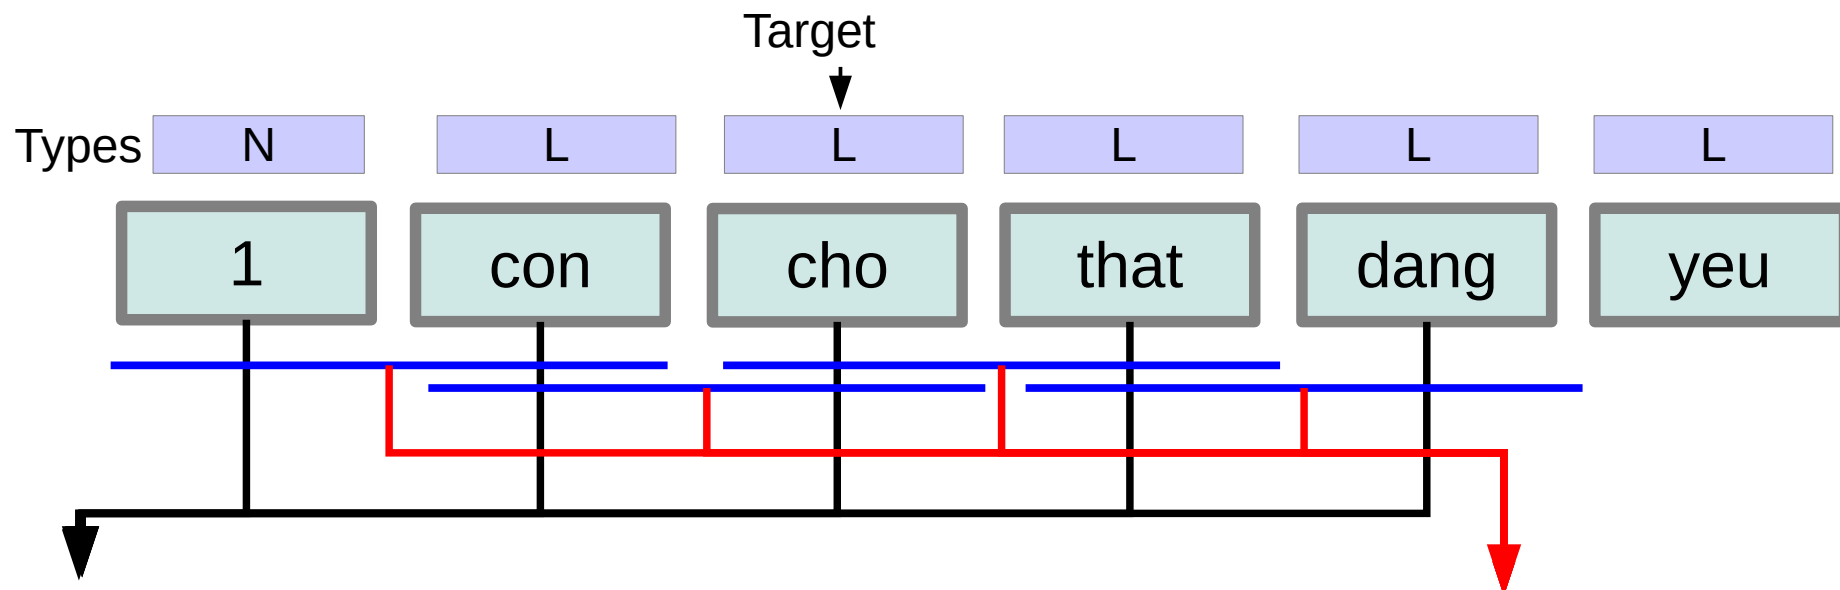 Target
Types N L L L L L
1 con cho that dang yeu